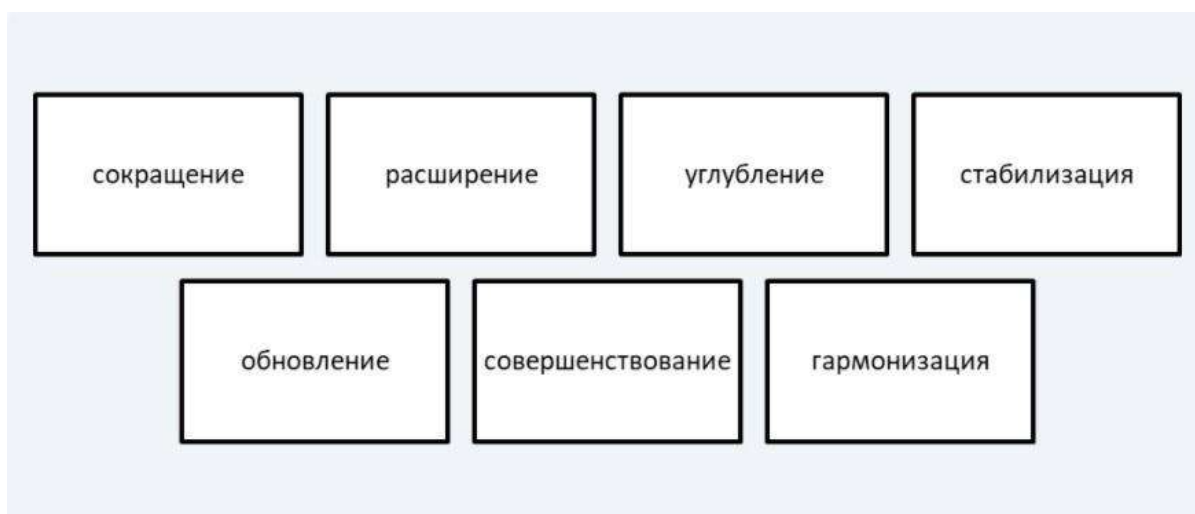 сокращение
расширение
углубление
стабилизация
обновление
совершенствование
гармонизация